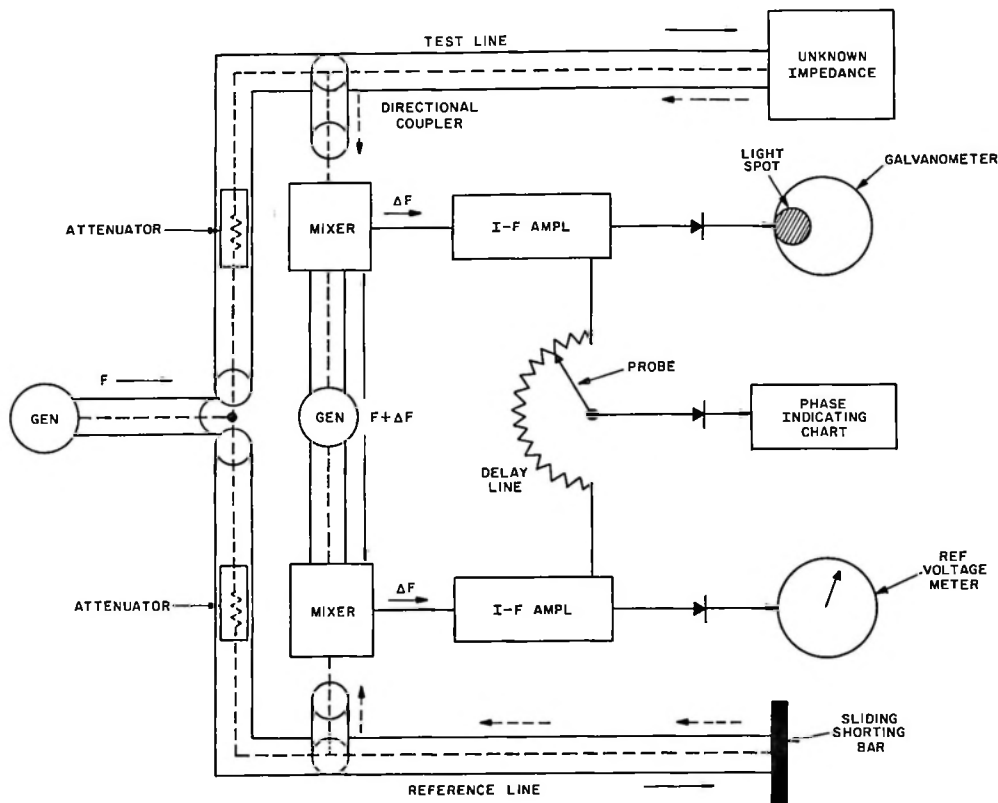 TEST LINE
UNKNOWN
IMPEDANCE
DIRECTIONAL
COUPLER
LIGHT
SPOT
GALVANOMETER
ATTENUATOR
MIXER
ΔF
I-F AMPL
F
GEN
GEN
F+ΔF
PROBE
PHASE
INDICATING
CHART
DELAY
LINE
ATTENUATOR
MIXER
ΔF
I-F AMPL
REF
VOLTAGE
METER
SLIDING
SHORTING
BAR
REFERENCE LINE